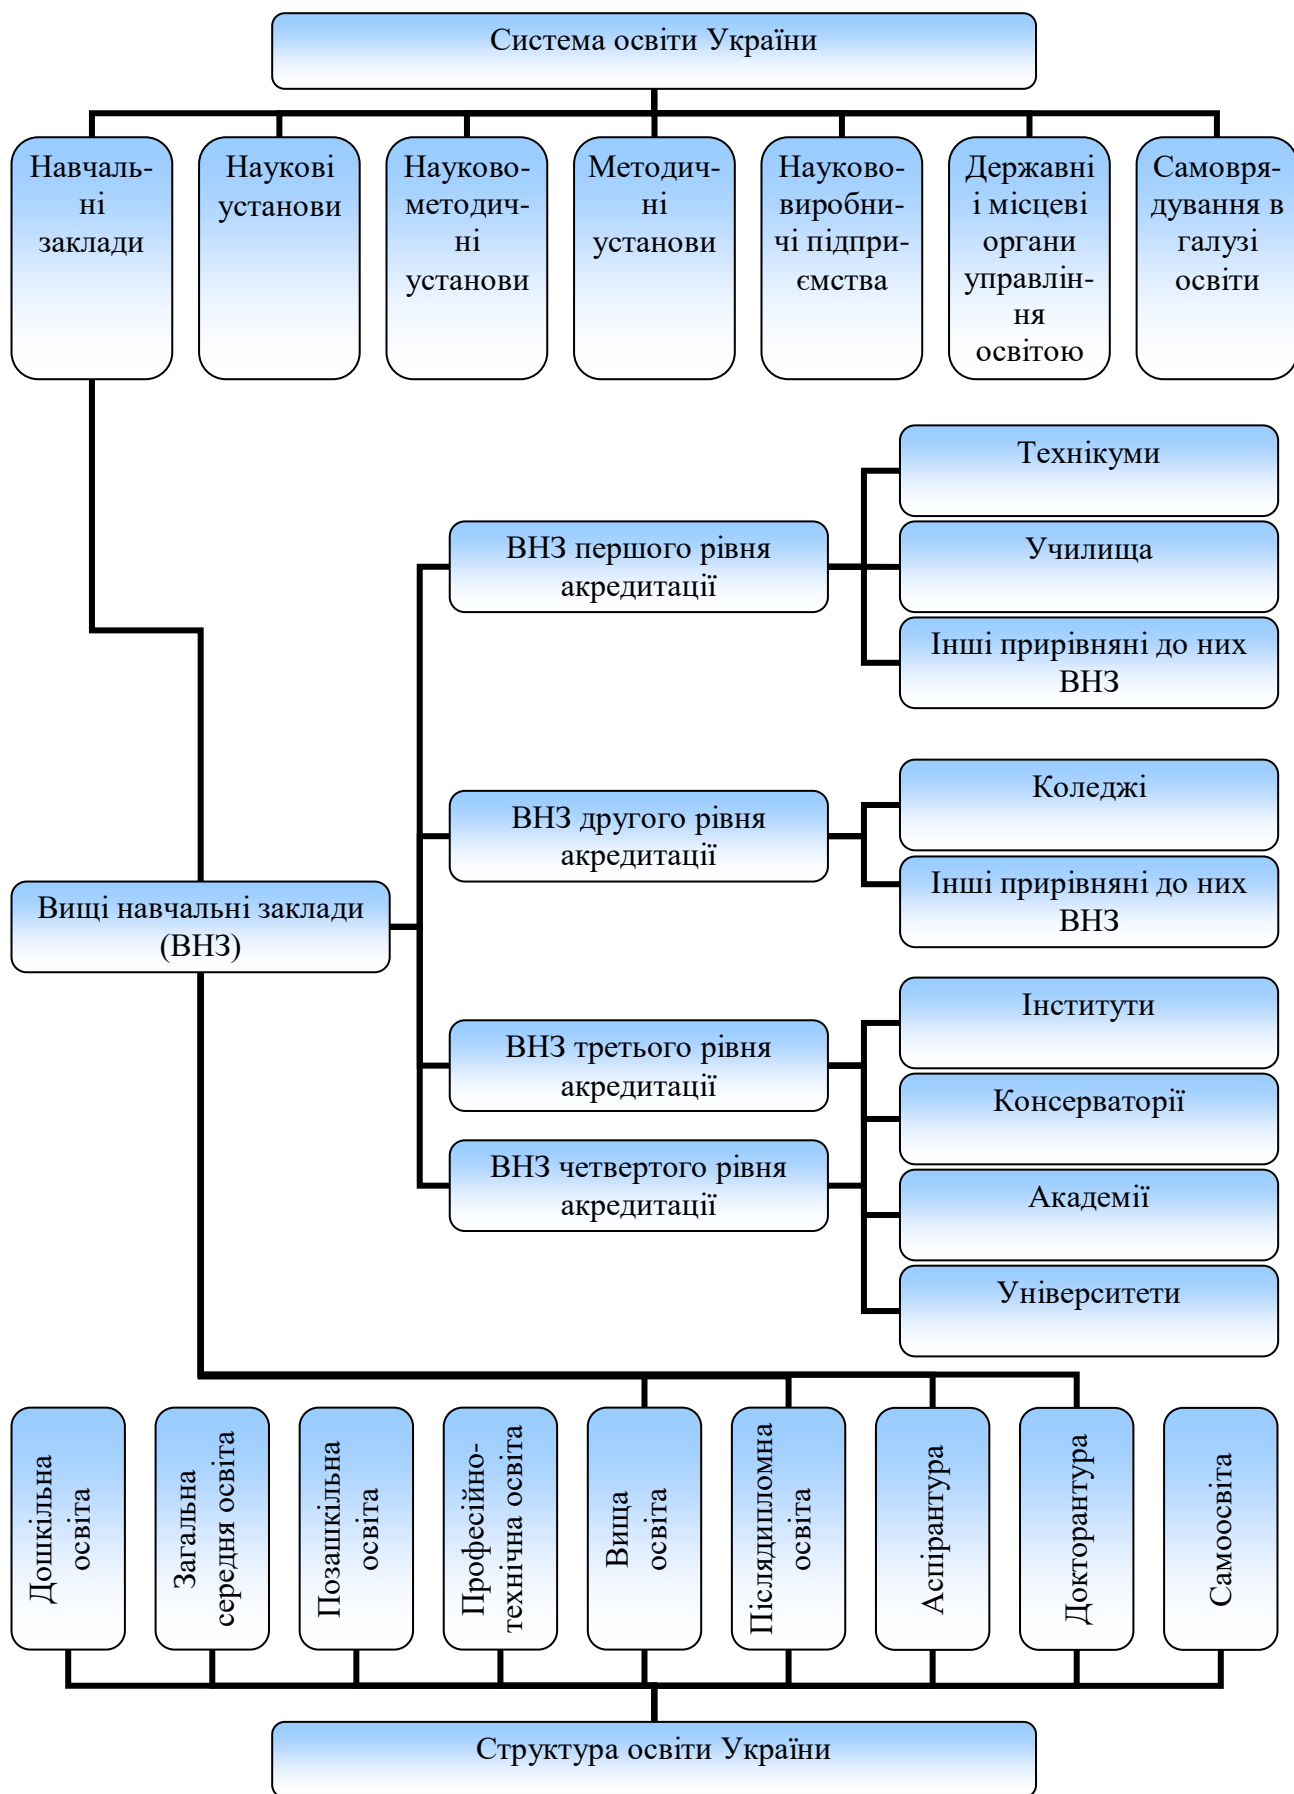 Система освіти України
Навчаль-
ні
заклади
Наукові
установи
Науково-
методич-
ні
установи
Методич-
ні
установи
Науково-
виробни-
чі підпри-
ємства
Державні
і місцеві
органи
управлін-
ня
освітою
Самовря-
дування в
галузі
освіти
Технікуми
ВНЗ першого рівня
акредитації
Училища
Інші прирівняні до них
ВНЗ
Коледжі
ВНЗ другого рівня
акредитації
Інші прирівняні до них
ВНЗ
Вищі навчальні заклади
(ВНЗ)
Інститути
ВНЗ третього рівня
акредитації
Консерваторії
ВНЗ четвертого рівня
акредитації
Академії
Університети
Дошкільна
освіта
Загальна
середня освіта
Позашкільна
освіта
Професійно-
технічна освіта
Вища
освіта
Післядипломна
освіта
Аспірантура
Докторантура
Самоосвіта
Структура освіти України